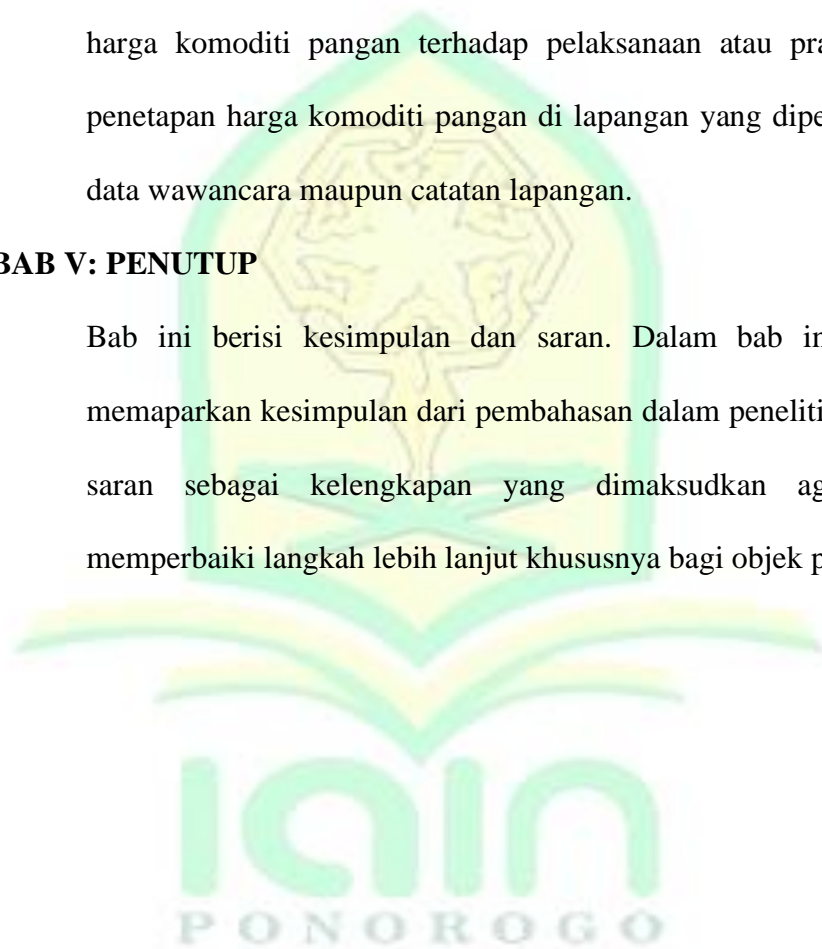 harga komoditi pangan terhadap pelaksanaan atau pra
penetapan harga komoditi pangan di lapangan yang dipe
data wawancara maupun catatan lapangan.
BAB V: PENUTUP
Bab ini berisi kesimpulan dan saran. Dalam bab in
memaparkan kesimpulan dari pembahasan dalam peneliti
saran sebagai kelengkapan yang dimaksudkan ag
memperbaiki langkah lebih lanjut khususnya bagi objek p
iain
PONOROGO